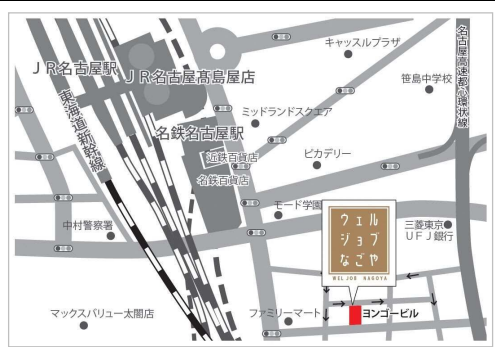 キャッスルプラザ
名古屋高速都心環状線
JR名古屋駅
JR名古屋髙島屋店
笹島中学校
東海道新幹線
ミッドランドスクエア
名鉄名古屋駅
近鉄百貨店
ピカデリー
名鉄百貨店
モード学園
中村警察署
ウエル
ジョブ
なごや
WEL JOB NAGOYA
三菱東京
UFJ銀行
マックスバリュー太閤店
ファミリーマート
ヨンゴービル